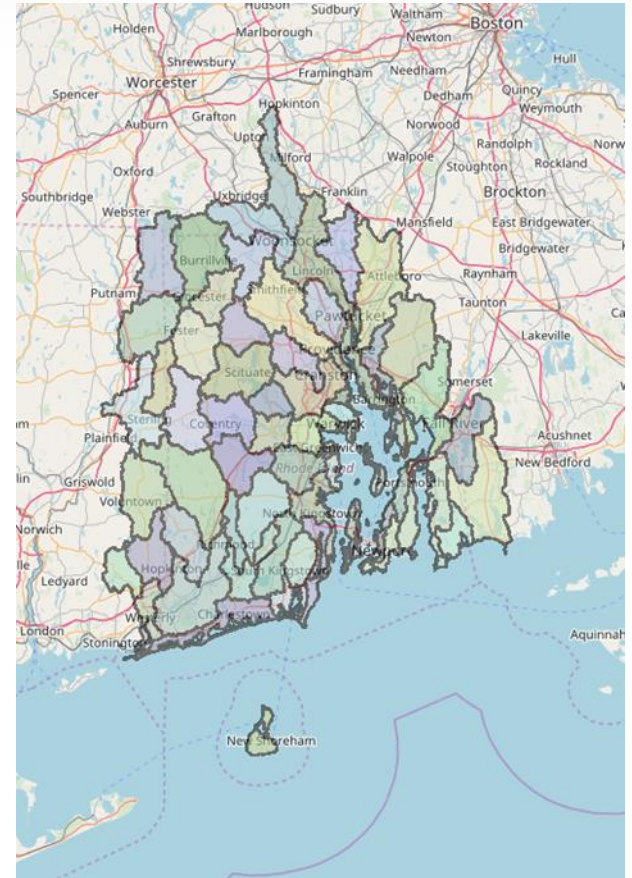 Hudson
Sudbury
Waltham
Boston
Holden
Marlborough
Newton
Shrewsbury
Hull
Framingham
Needham
Worcester
Quincy
Spencer
Hopkinton
Dedham
Weymouth
Auburn
Grafton
Norwood
Upton
Randolph
Milford
Walpole
Rockland
Oxford
Stoughton
Southbridge
Uxbridge
Franklin
Brockton
Webster
Mansfield
East Bridgewater
Woonsocket
Bridgewater
Burrillville
Lincoln
Attleboro
Raynham
Putnam
Smithfield
Taunton
Pawtucket
Foster
Lakeville
Providence
Scituate
Cranston
Somerset
Barrington
Sterling
Coventry
Warwick
Fall River
Plainfield
Acushnet
East Greenwich
New Bedford
Rhode Island
Griswold
Portsmouth
Voluntown
North Kingstown
Norwich
Newport
Richmond
Hopkinton
South Kingstown
Ledyard
Charlestown
Westerly
London
Stonington
Aquinnah
New Shoreham